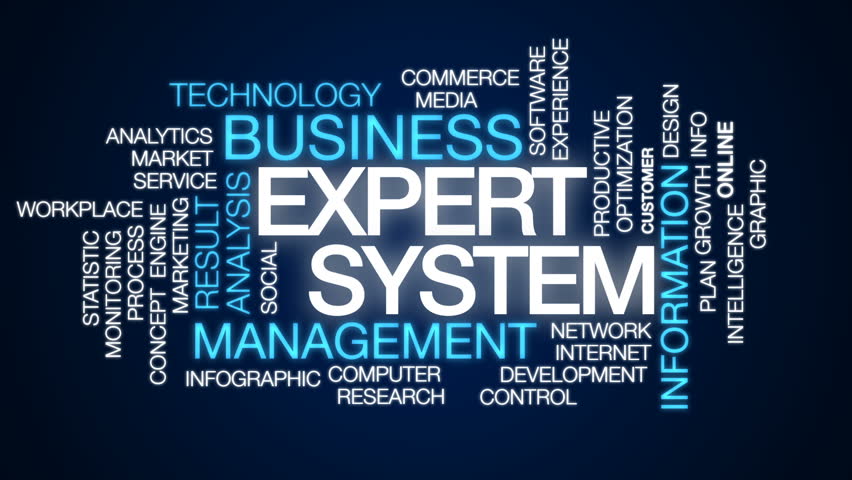 COMMERCE
TECHNOLOGY
MEDIA
BUSINESS
SOFTWARE
EXPERIENCE
ANALYTICS
MARKET
SERVICE
EXPERT
SYSTEM
WORKPLACE
STATISTIC
MONITORING
PROCESS
CONCEPT ENGINE
MARKETING
RESULT
ANALYSIS
SOCIAL
PRODUCTIVE
OPTIMIZATION
CUSTOMER
INFORMATION DESIGN
PLAN GROWTH INFO
ONLINE
INTELLIGENCE
GRAPHIC
MANAGEMENT
NETWORK
INTERNET
INFOGRAPHIC
COMPUTER
DEVELOPMENT
RESEARCH
CONTROL